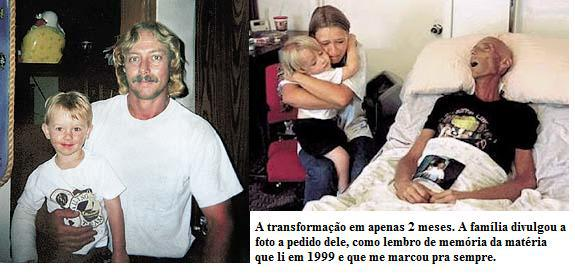 A transformação em apenas 2 meses. A família divulgou a
foto a pedido dele, como lembro de memória da matéria
que li em 1999 e que me marcou pra sempre.